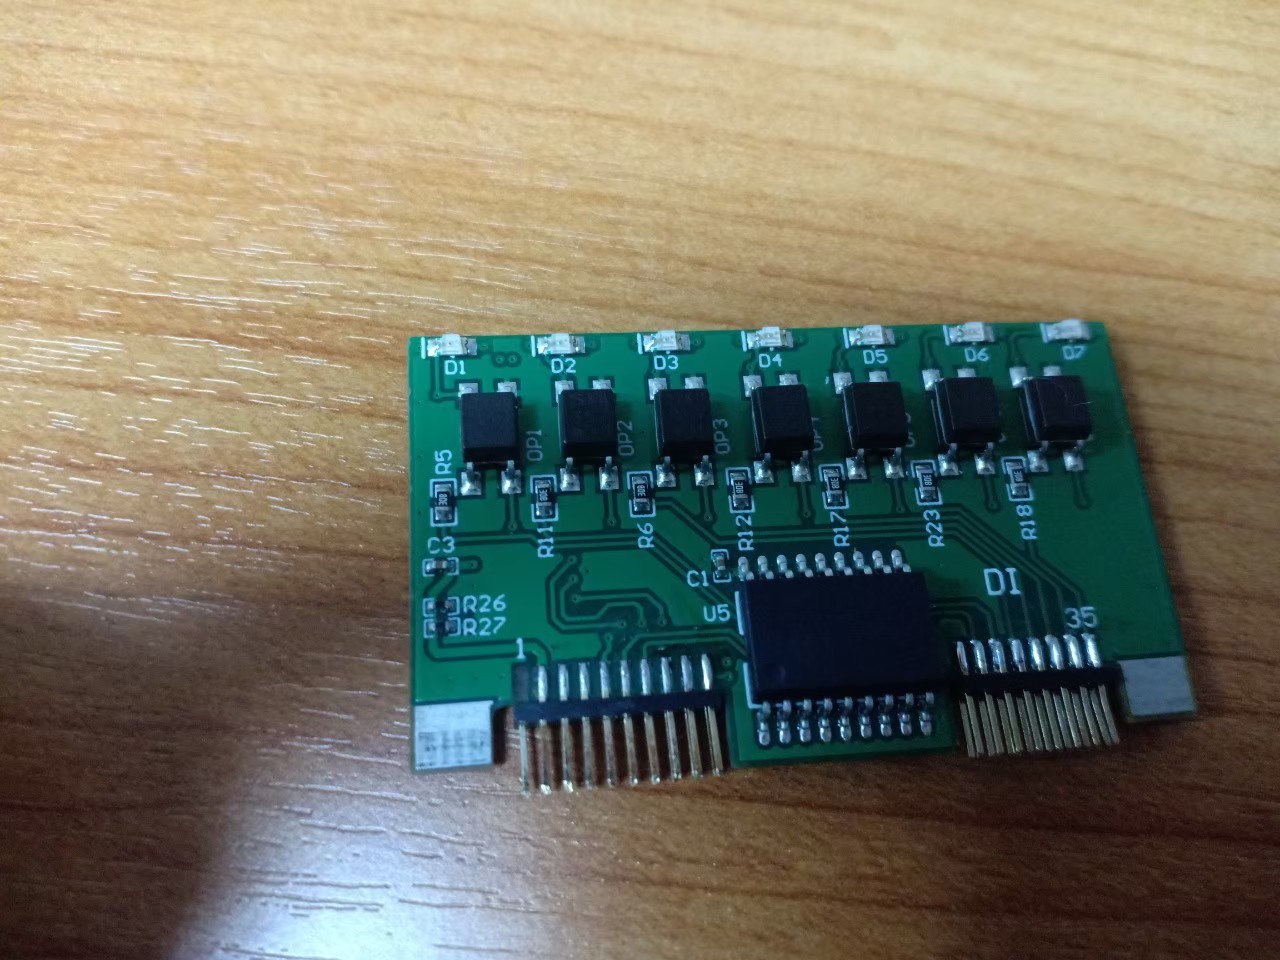 D1 D2 D3 D4 D5 D6 D7
OP1 OP2 OP3
R5 R11 R6 R12 R17 R23 R18
C3 C1 DI
R26 U5
R27 35
1